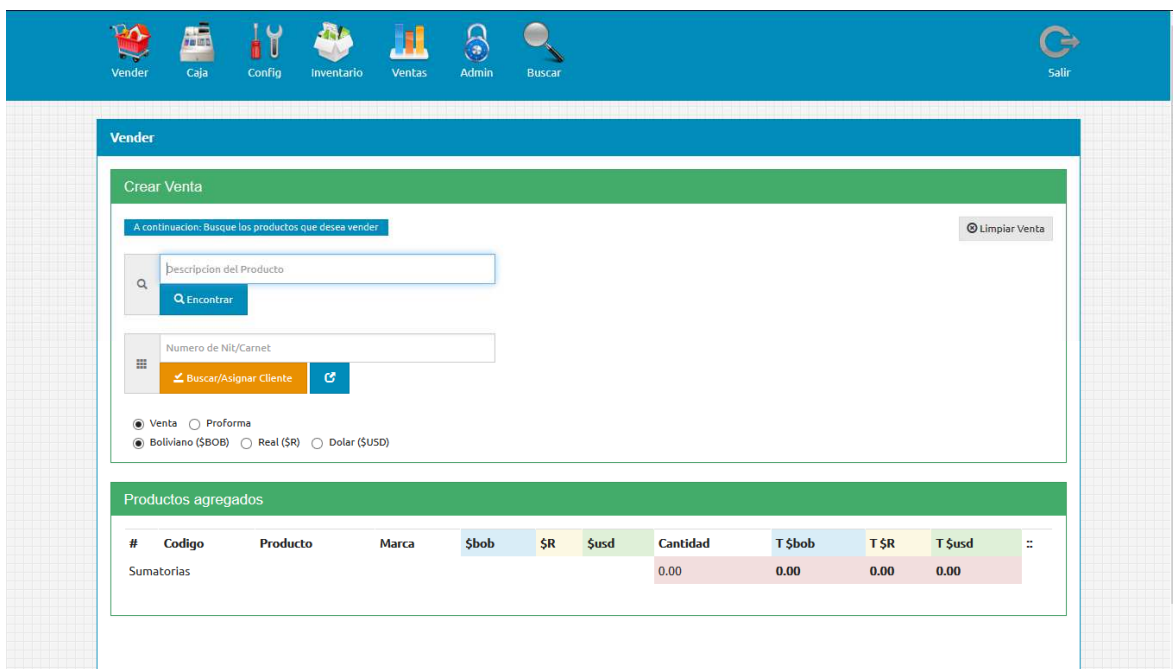 Vender Caja Config Inventario Ventas Admin Buscar Salir
Vender
Crear Venta
A continuacion: Busque los productos que desea vender
Limpiar Venta
Descripcion del Producto
Encontrar
Numero de Nit/Carnet
Buscar/Asignar Cliente
Venta Proforma
Boliviano ($BOB) Real ($R) Dolar ($USD)
Productos agregados
# Codigo Producto Marca $bob $R $usd Cantidad T $bob T $R T $usd ::
Sumatorias 0.00 0.00 0.00 0.00